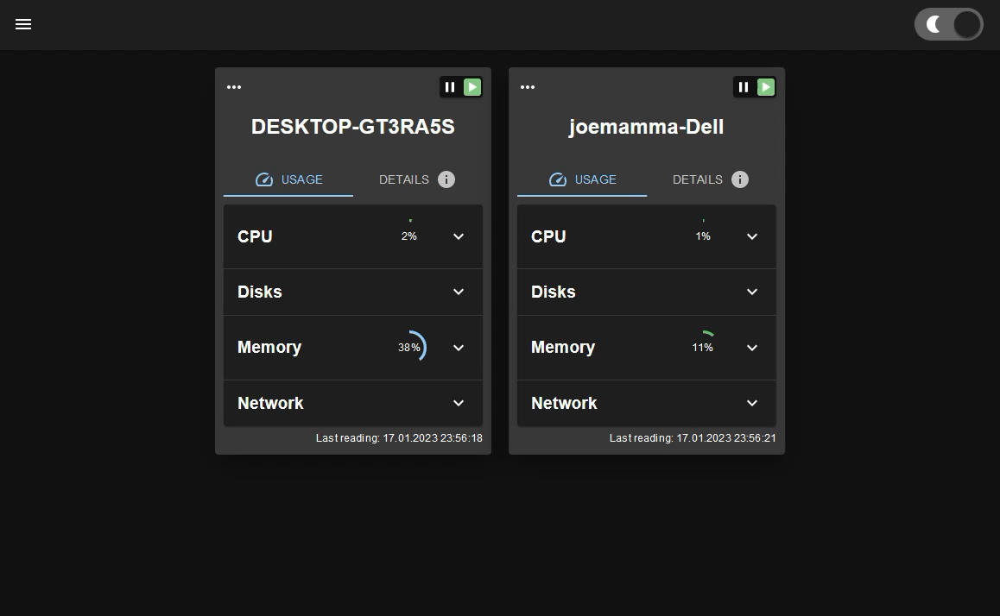 DESKTOP-GT3RA5S
USAGE DETAILS
CPU 2%
Disks
Memory 38%
Network
Last reading: 17.01.2023 23:56:18
joemamma-Dell
USAGE DETAILS
CPU 1%
Disks
Memory 11%
Network
Last reading: 17.01.2023 23:56:21